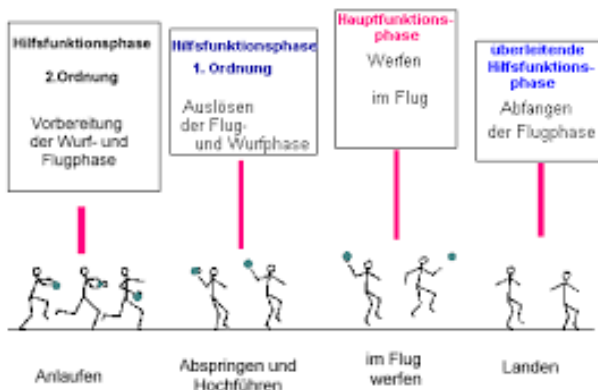 Hilfsfunktionsphase
2.Ordnung
Vorbereitung
der Wurf- und
Flugphase
Hilfsfunktionsphase
1. Ordnung
Auslösen
der Flug-
und Wurfphase
Hauptfunktions-
phase
Werfen
im Flug
überleitende
Hilfsfunktions-
phase
Abfangen
der Flugphase
Anlaufen
Abspringen und
Hochführen
im Flug
werfen
Landen